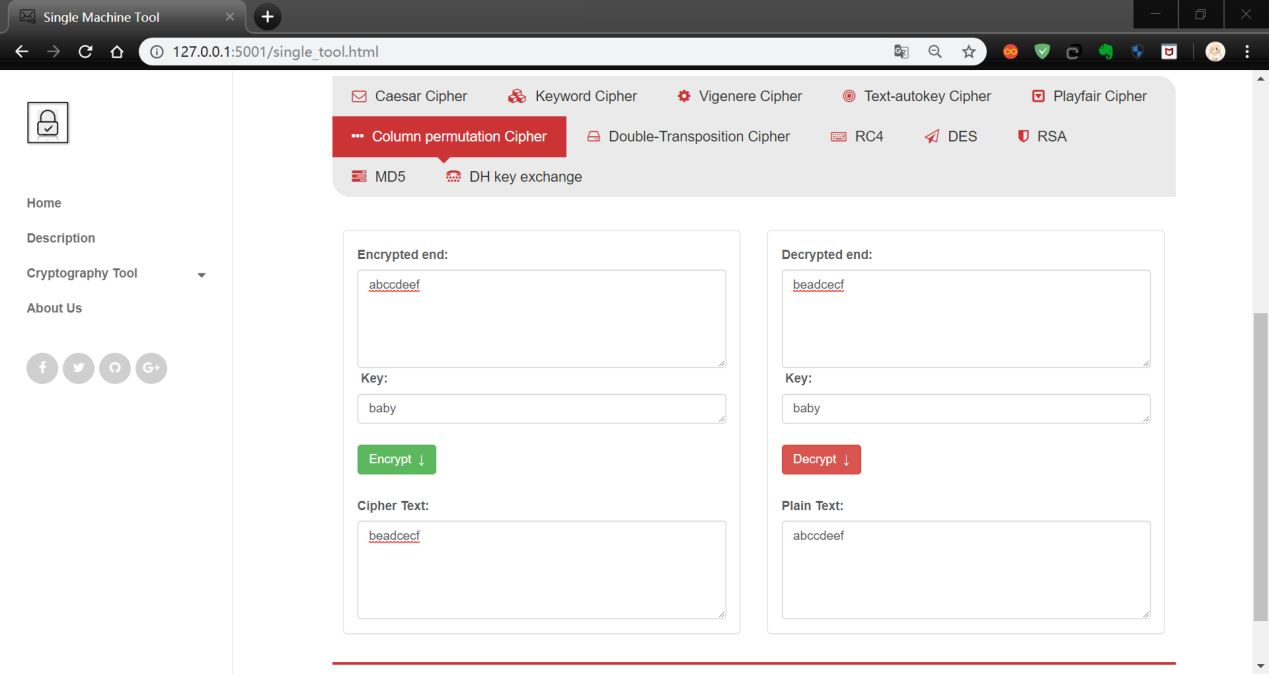 Single Machine Tool
127.0.0.1:5001/single_tool.html
Home
Description
Cryptography Tool
About Us
Caesar Cipher Keyword Cipher Vigenere Cipher Text-autokey Cipher Playfair Cipher
Column permutation Cipher Double-Transposition Cipher RC4 DES RSA
MD5 DH key exchange
Encrypted end:
abccdeef
Key:
baby
Encrypt ↓
Cipher Text:
beadcecf
Decrypted end:
beadcecf
Key:
baby
Decrypt ↓
Plain Text:
abccdeef